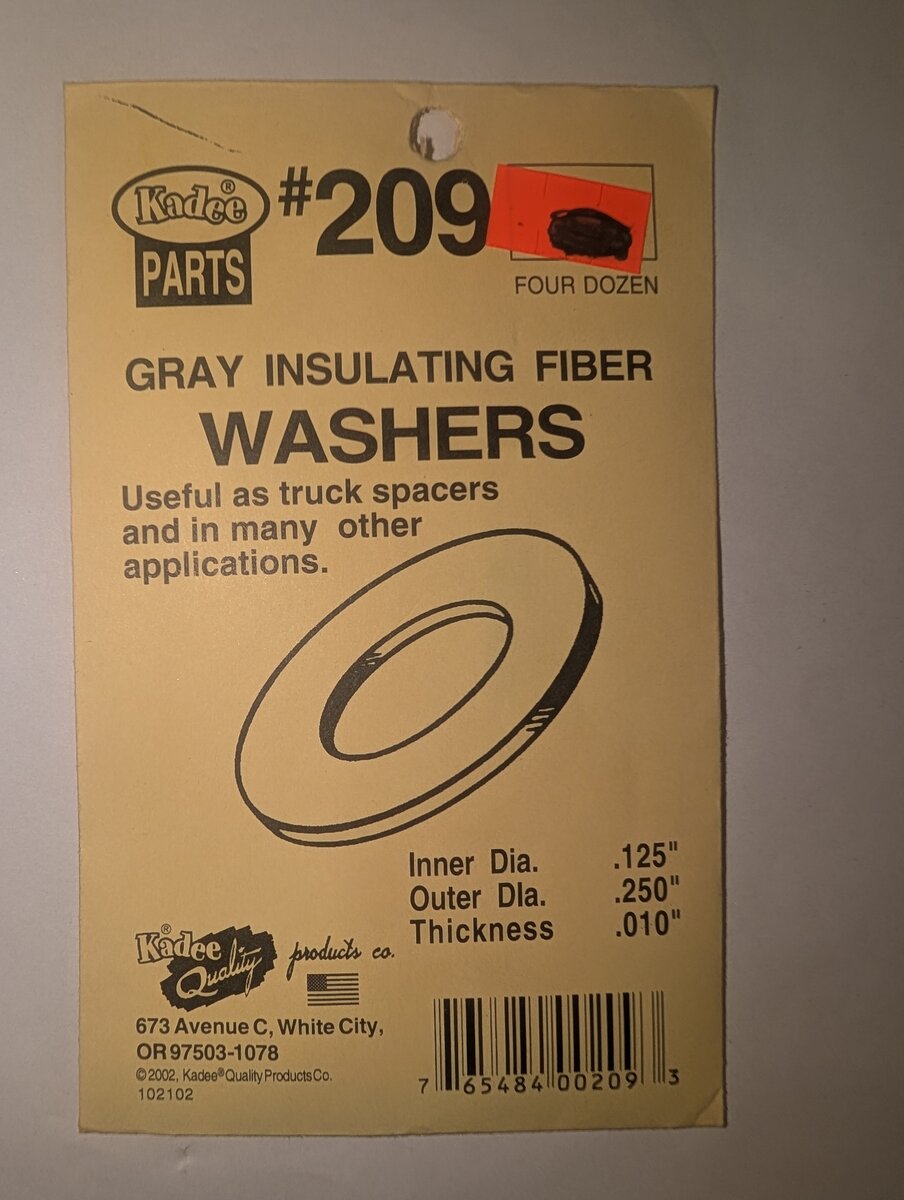 Kadee®
PARTS
#209
FOUR DOZEN
GRAY INSULATING FIBER
WASHERS
Useful as truck spacers
and in many other
applications.
Inner Dia. .125"
Outer Dia. .250"
Thickness .010"
Kadee®
Quality products co.
673 Avenue C, White City,
OR 97503-1078
© 2002, Kadee® Quality Products Co.
102102
7 65484 00209 3